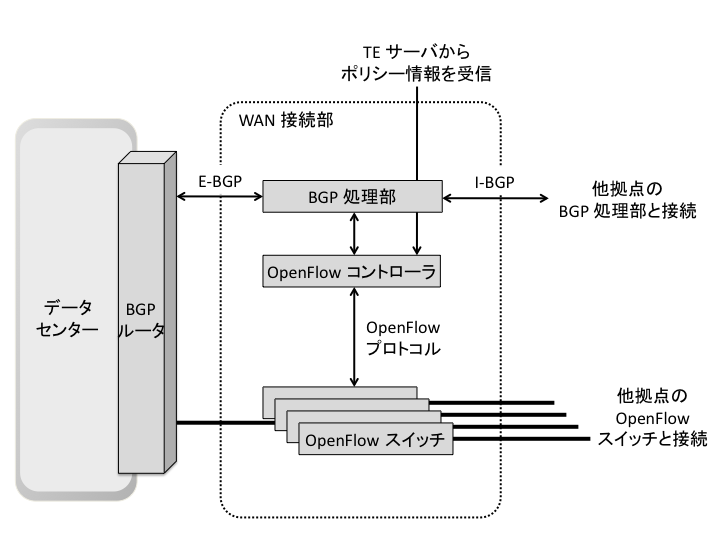 TE サーバから
ポリシー情報を受信
WAN 接続部
E-BGP
BGP 処理部
I-BGP
他拠点の
BGP 処理部と接続
OpenFlow コントローラ
データ
センター
BGP
ルータ
OpenFlow
プロトコル
他拠点の
OpenFlow
スイッチと接続
OpenFlow スイッチ